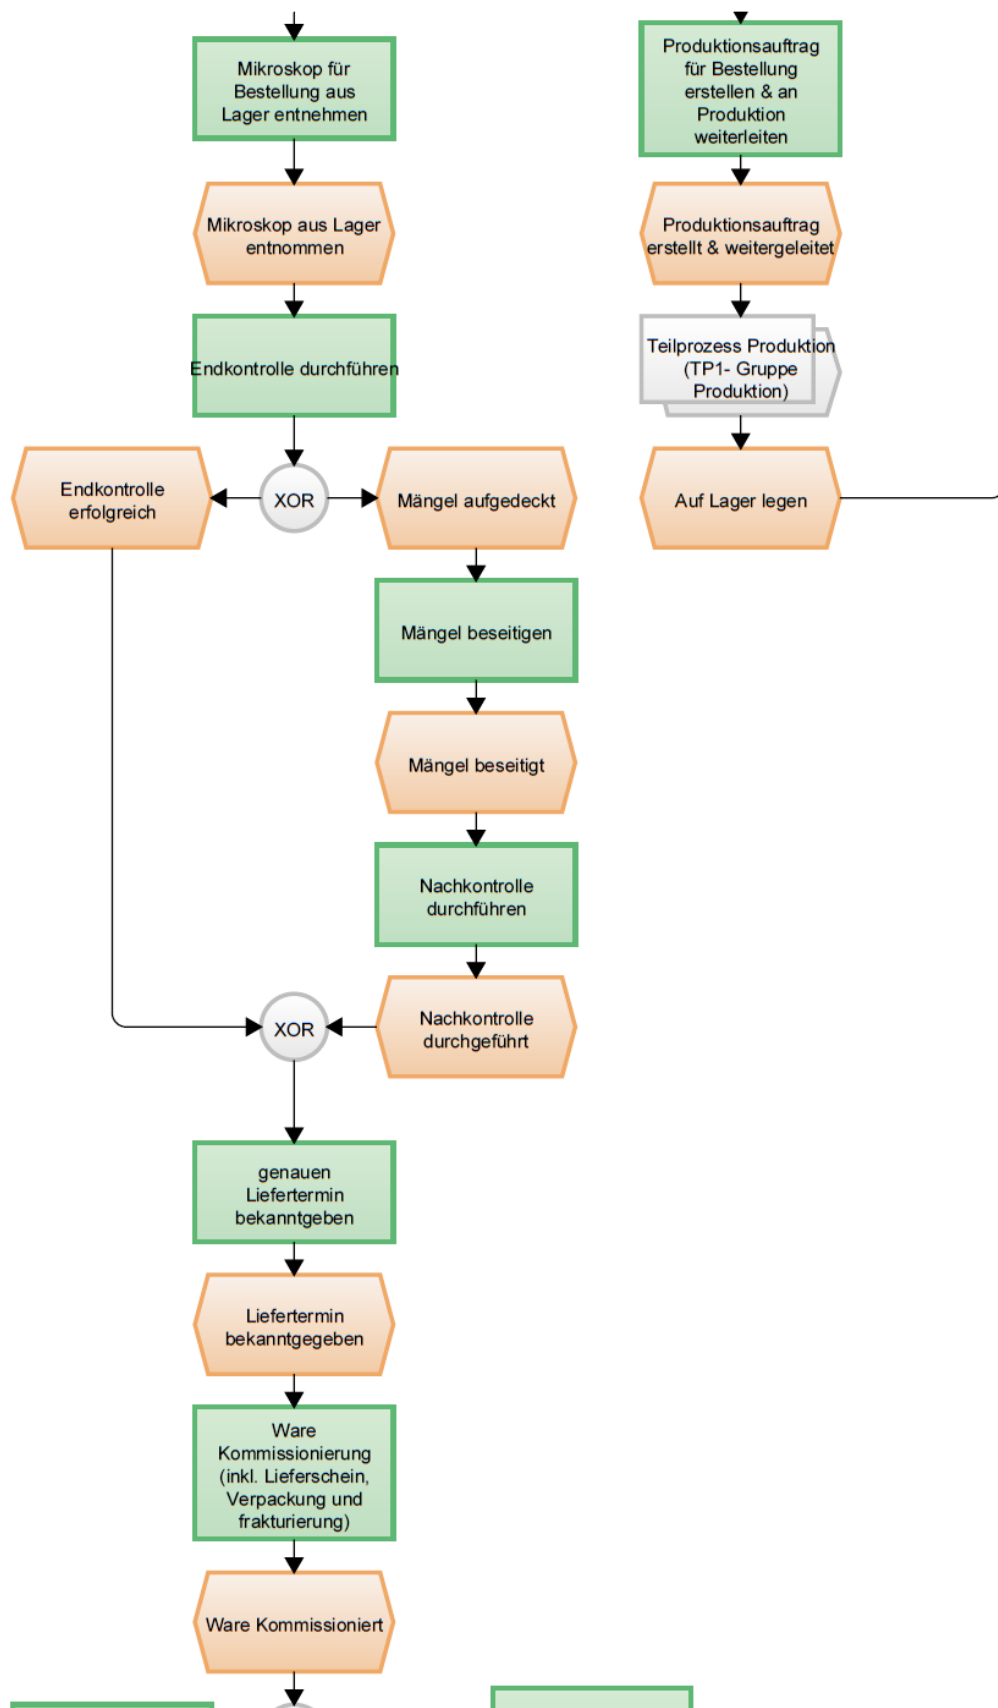 Mikroskop für
Bestellung aus
Lager entnehmen
Produktionsauftrag
für Bestellung
erstellen & an
Produktion
weiterleiten
Mikroskop aus Lager
entnommen
Produktionsauftrag
erstellt & weitergeleitet
Endkontrolle durchführen
Teilprozess Produktion
(TP1- Gruppe
Produktion)
Endkontrolle
erfolgreich
XOR
Mängel aufgedeckt
Auf Lager legen
Mängel beseitigen
Mängel beseitigt
Nachkontrolle
durchführen
XOR
Nachkontrolle
durchgeführt
genauen
Liefertermin
bekanntgeben
Liefertermin
bekanntgegeben
Ware
Kommissionierung
(inkl. Lieferschein,
Verpackung und
frakturierung)
Ware Kommissioniert